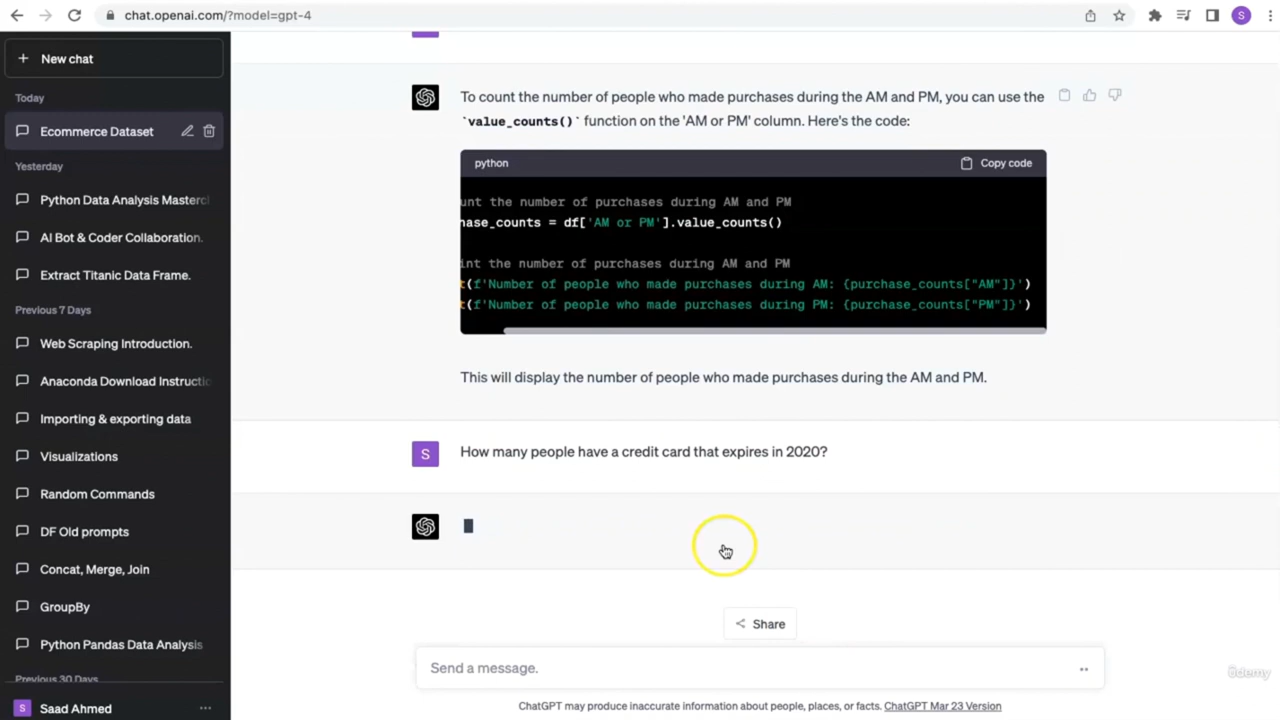 chat.openai.com/?model=gpt-4
S
+ New chat
Today
Ecommerce Dataset
Yesterday
Python Data Analysis Masterc
AI Bot & Coder Collaboration.
Extract Titanic Data Frame.
Previous 7 Days
Web Scraping Introduction.
Anaconda Download Instructio
Importing & exporting data
Visualizations
Random Commands
DF Old prompts
Concat, Merge, Join
GroupBy
Python Pandas Data Analysis
Previous 30 Days
S Saad Ahmed ...
To count the number of people who made purchases during the AM and PM, you can use the
`value_counts()` function on the 'AM or PM' column. Here's the code:
python Copy code
unt the number of purchases during AM and PM
hase_counts = df['AM or PM'].value_counts()
int the number of purchases during AM and PM
t(f'Number of people who made purchases during AM: {purchase_counts["AM"]}')
t(f'Number of people who made purchases during PM: {purchase_counts["PM"]}')
This will display the number of people who made purchases during the AM and PM.
S How many people have a credit card that expires in 2020?
Share
Send a message.
ChatGPT may produce inaccurate information about people, places, or facts. ChatGPT Mar 23 Version
ûdemy